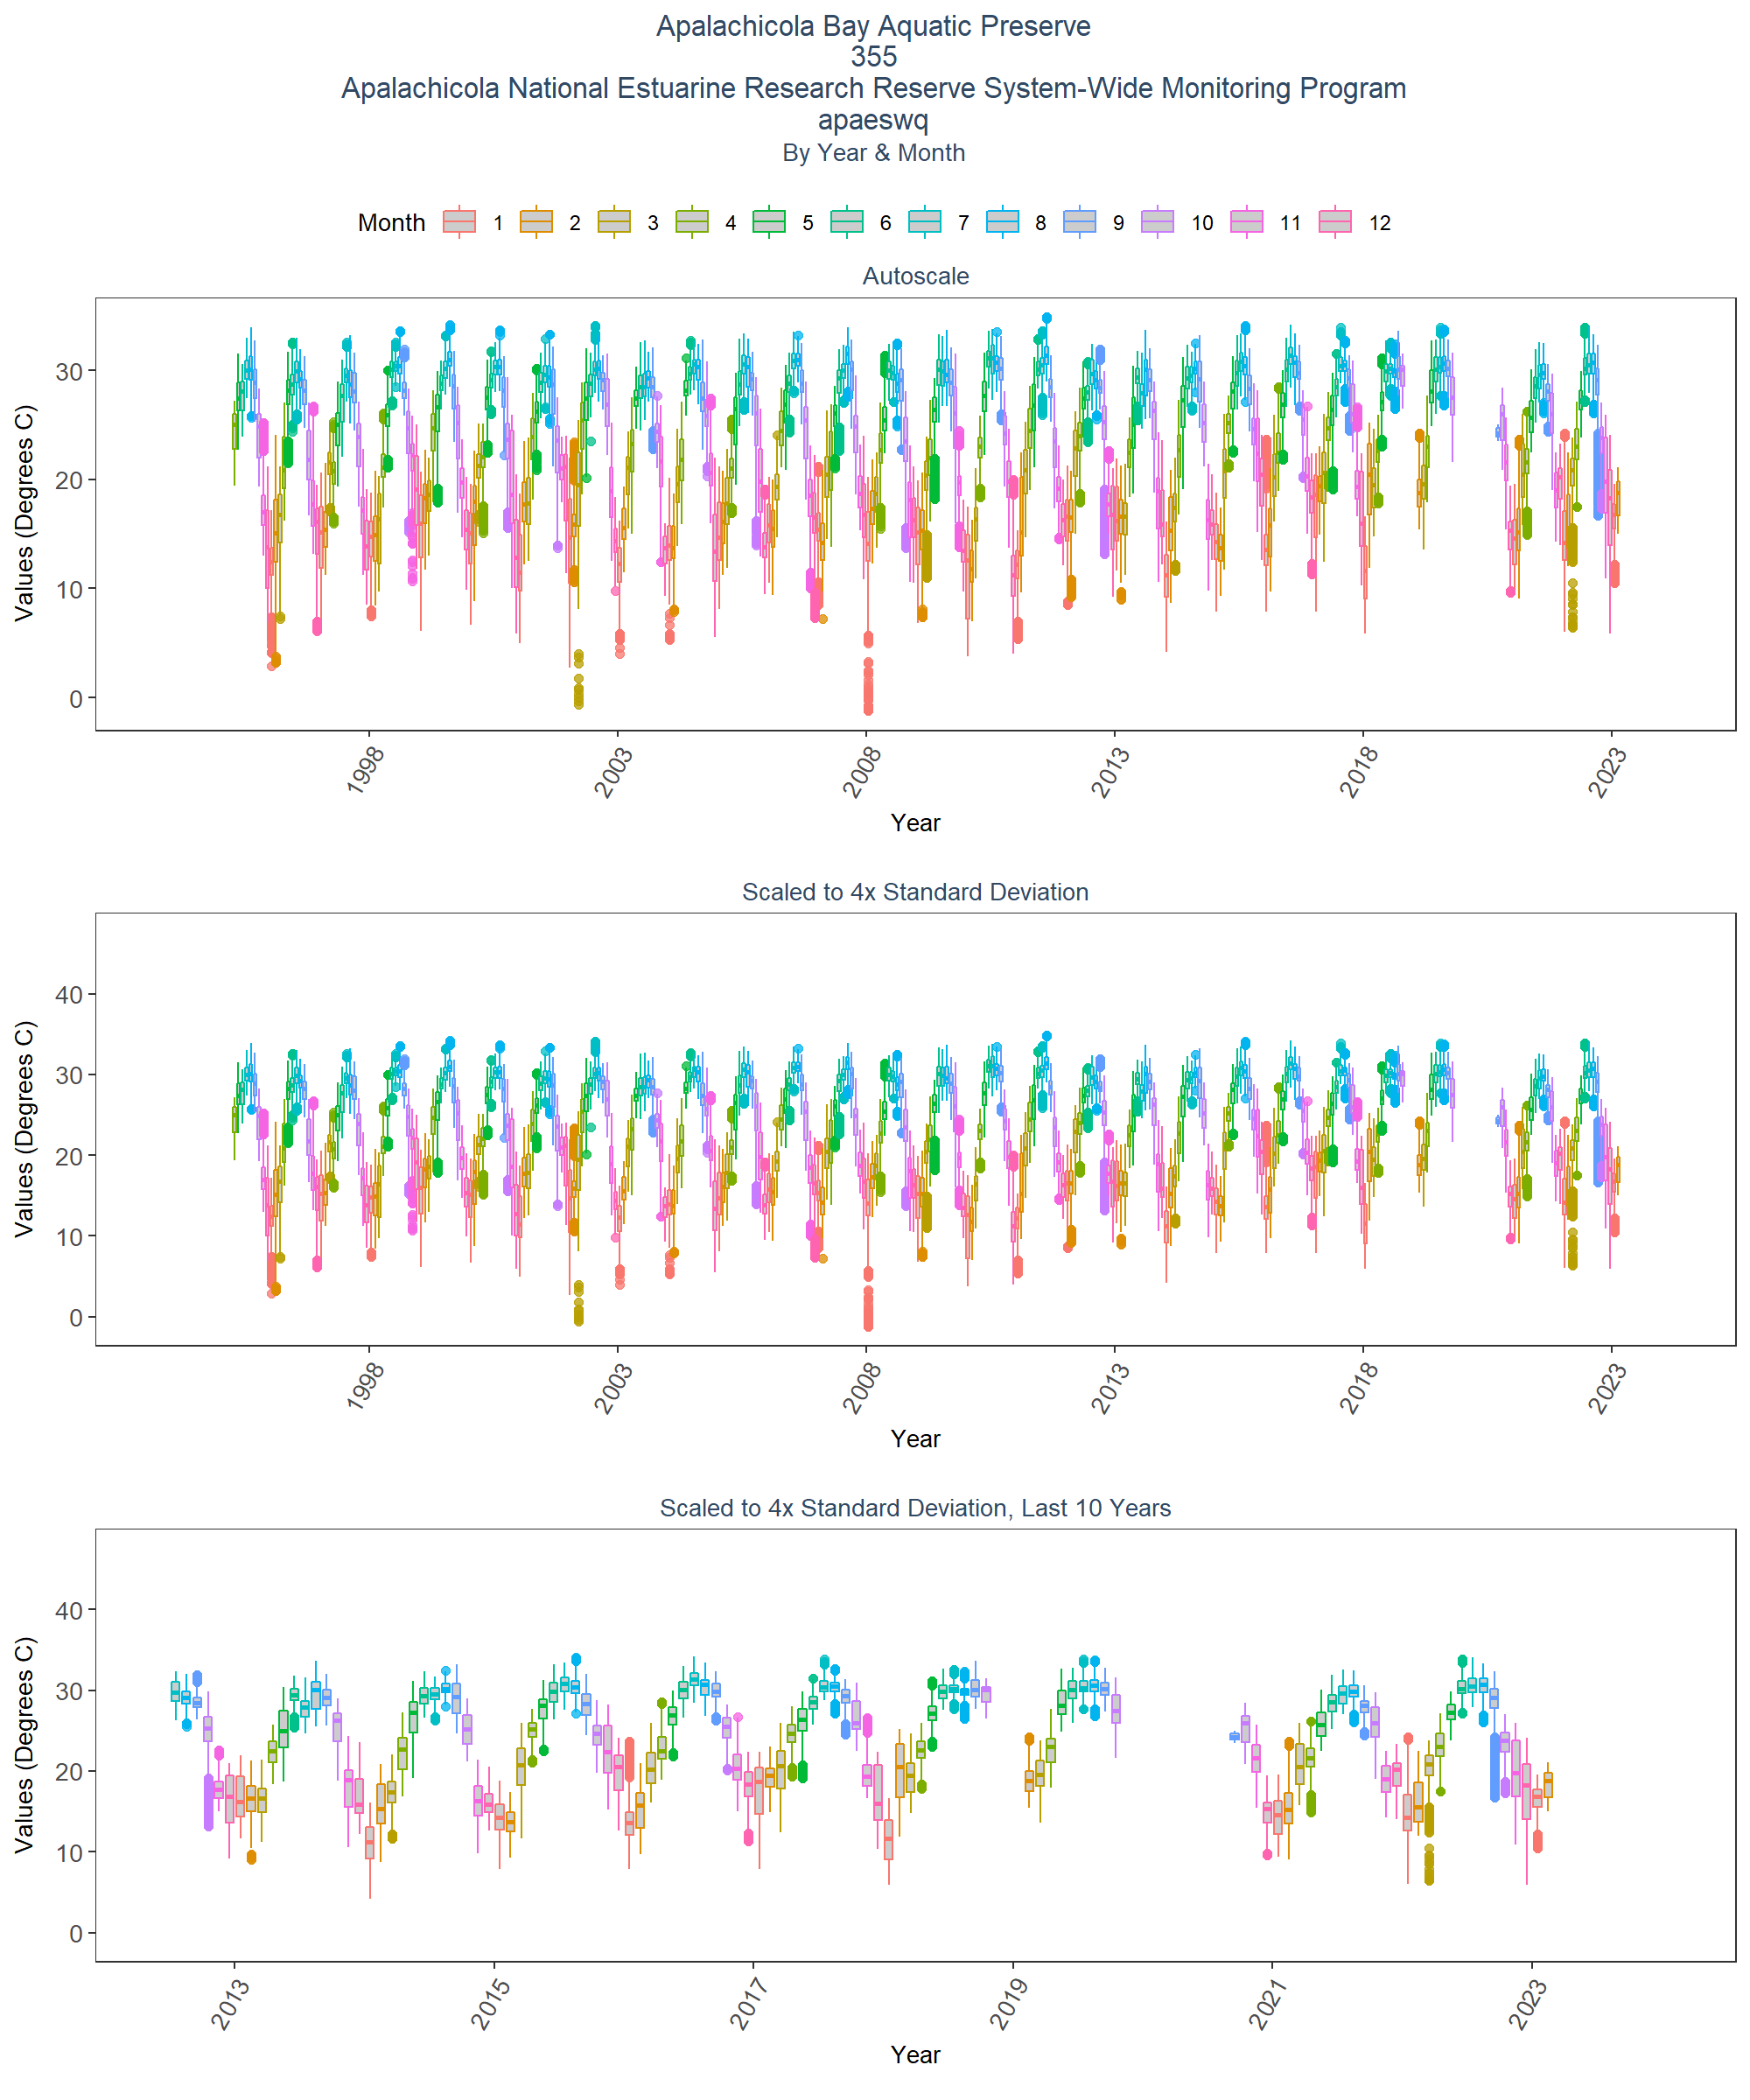 Apalachicola Bay Aquatic Preserve
355
Apalachicola National Estuarine Research Reserve System-Wide Monitoring Program
apaeswq
By Year & Month
Month 1 2 3 4 5 6 7 8 9 10 11 12
Autoscale
Values (Degrees C)
30
20
10
0
1998 2003 2008 2013 2018 2023
Year
Scaled to 4x Standard Deviation
Values (Degrees C)
40
30
20
10
0
1998 2003 2008 2013 2018 2023
Year
Scaled to 4x Standard Deviation, Last 10 Years
Values (Degrees C)
40
30
20
10
0
2013 2015 2017 2019 2021 2023
Year